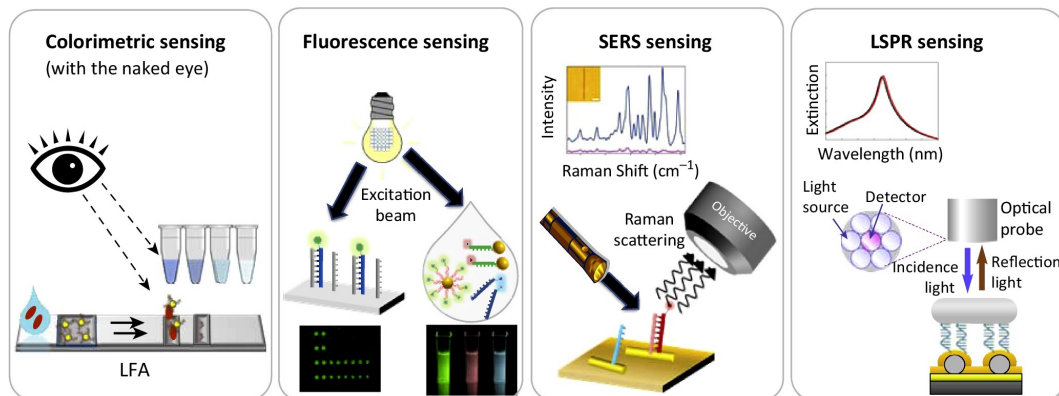 Colorimetric sensing
(with the naked eye)
LFA
Fluorescence sensing
Excitation
beam
SERS sensing
Intensity
Raman Shift (cm⁻¹)
Raman
scattering
Objective
LSPR sensing
Extinction
Wavelength (nm)
Light
source
Detector
Optical
probe
Incidence
light
Reflection
light